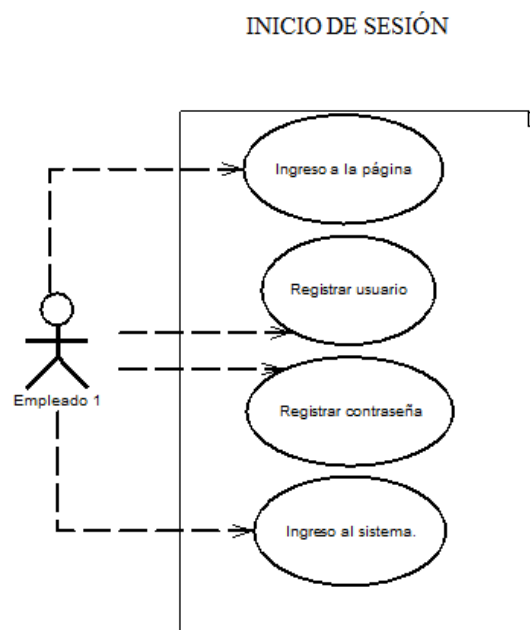 INICIO DE SESIÓN
Ingreso a la página
Registrar usuario
Empleado 1
Registrar contraseña
Ingreso al sistema.